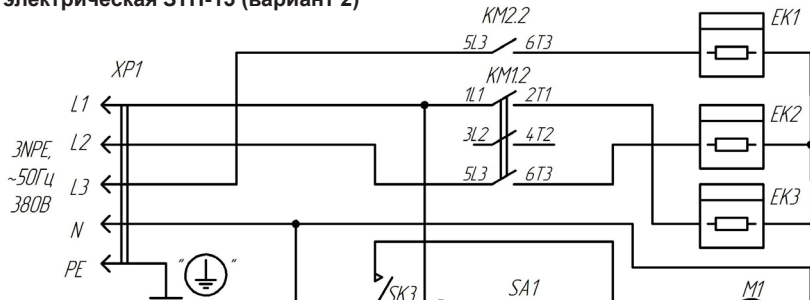 электрическая ЭТП-15 (вариант 2)
KM2.2
EK1
5L3 6T3
XP1
KM1.2
L1
1L1 2T1
EK2
3NPE,
L2
3L2 4T2
~50Гц
L3
5L3 6T3
EK3
380В
N
PE
" "
SK3
SA1
M1